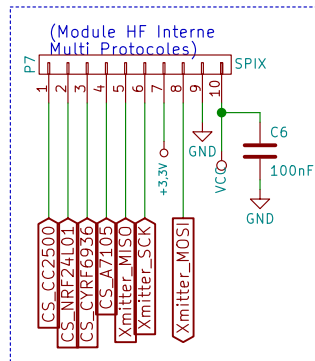 (Module HF Interne
Multi Protocoles)
P7
SPIX
1
2
3
4
5
6
7
8
9
10
C6
100nF
GND
GND
VCC
+3,3V
CS_CC2500
CS_NRF24L01
CS_CYRF6936
CS_A7105
Xmitter_MISO
Xmitter_SCK
Xmitter_MOSI